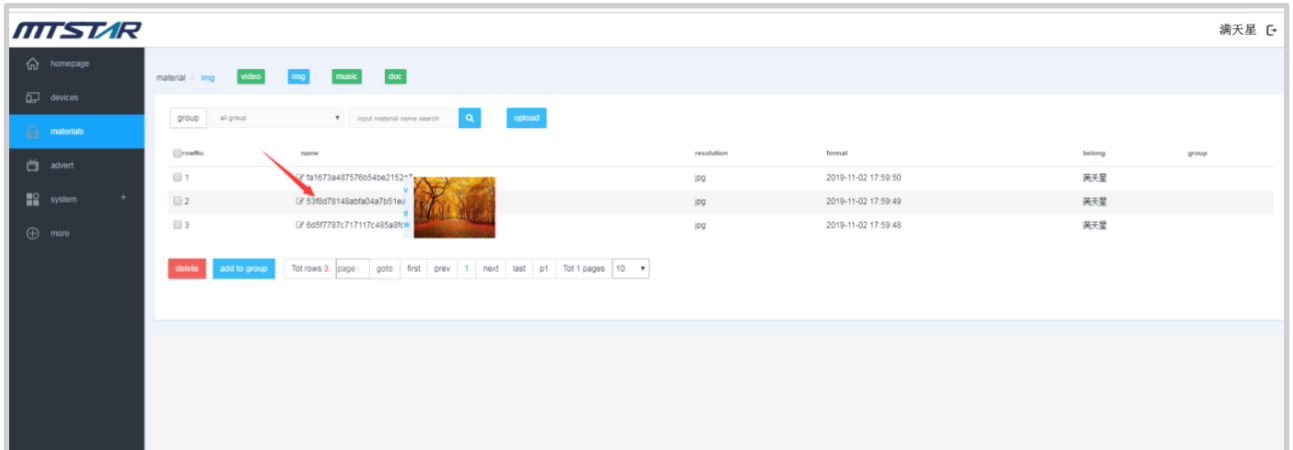 MTSTAR
满天星
homepage
devices
materials
advert
system +
more
material / img video img music doc
group all group input material name search upload
rowNo. name resolution format belong group
1 jpg 2019-11-02 17:59:50 满天星
2 jpg 2019-11-02 17:59:49 满天星
3 jpg 2019-11-02 17:59:48 满天星
view
delete add to group Tot rows 3 page goto first prev 1 next last p1 Tot 1 pages 10